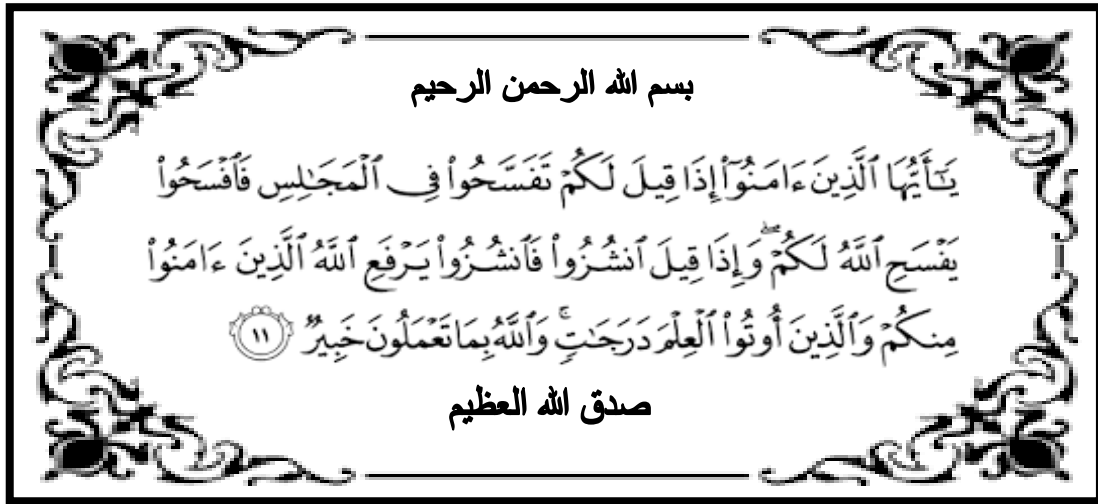 بسم الله الرحمن الرحيم
يَـٰٓأَيُّهَا ٱلَّذِينَ ءَامَنُوٓا۟ إِذَا قِيلَ لَكُمْ تَفَسَّحُوا۟ فِى ٱلْمَجَـٰلِسِ فَٱفْسَحُوا۟
يَفْسَحِ ٱللَّهُ لَكُمْ ۖ وَإِذَا قِيلَ ٱنشُزُوا۟ فَٱنشُزُوا۟ يَرْفَعِ ٱللَّهُ ٱلَّذِينَ ءَامَنُوا۟
مِنكُمْ وَٱلَّذِينَ أُوتُوا۟ ٱلْعِلْمَ دَرَجَـٰتٍ ۚ وَٱللَّهُ بِمَا تَعْمَلُونَ خَبِيرٌ ١١
صدق الله العظيم